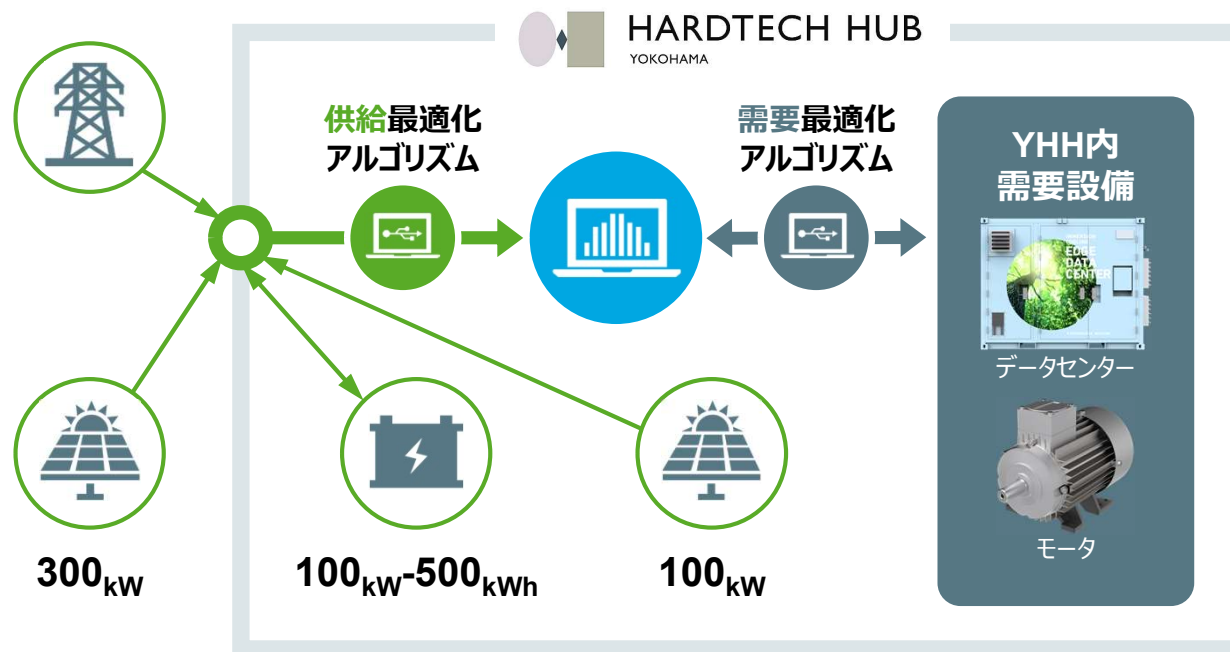 HARDTECH HUB
YOKOHAMA
供給最適化
アルゴリズム
需要最適化
アルゴリズム
YHH内
需要設備
EDGE
DATA
CENTER
データセンター
モータ
300kW
100kW-500kWh
100kW